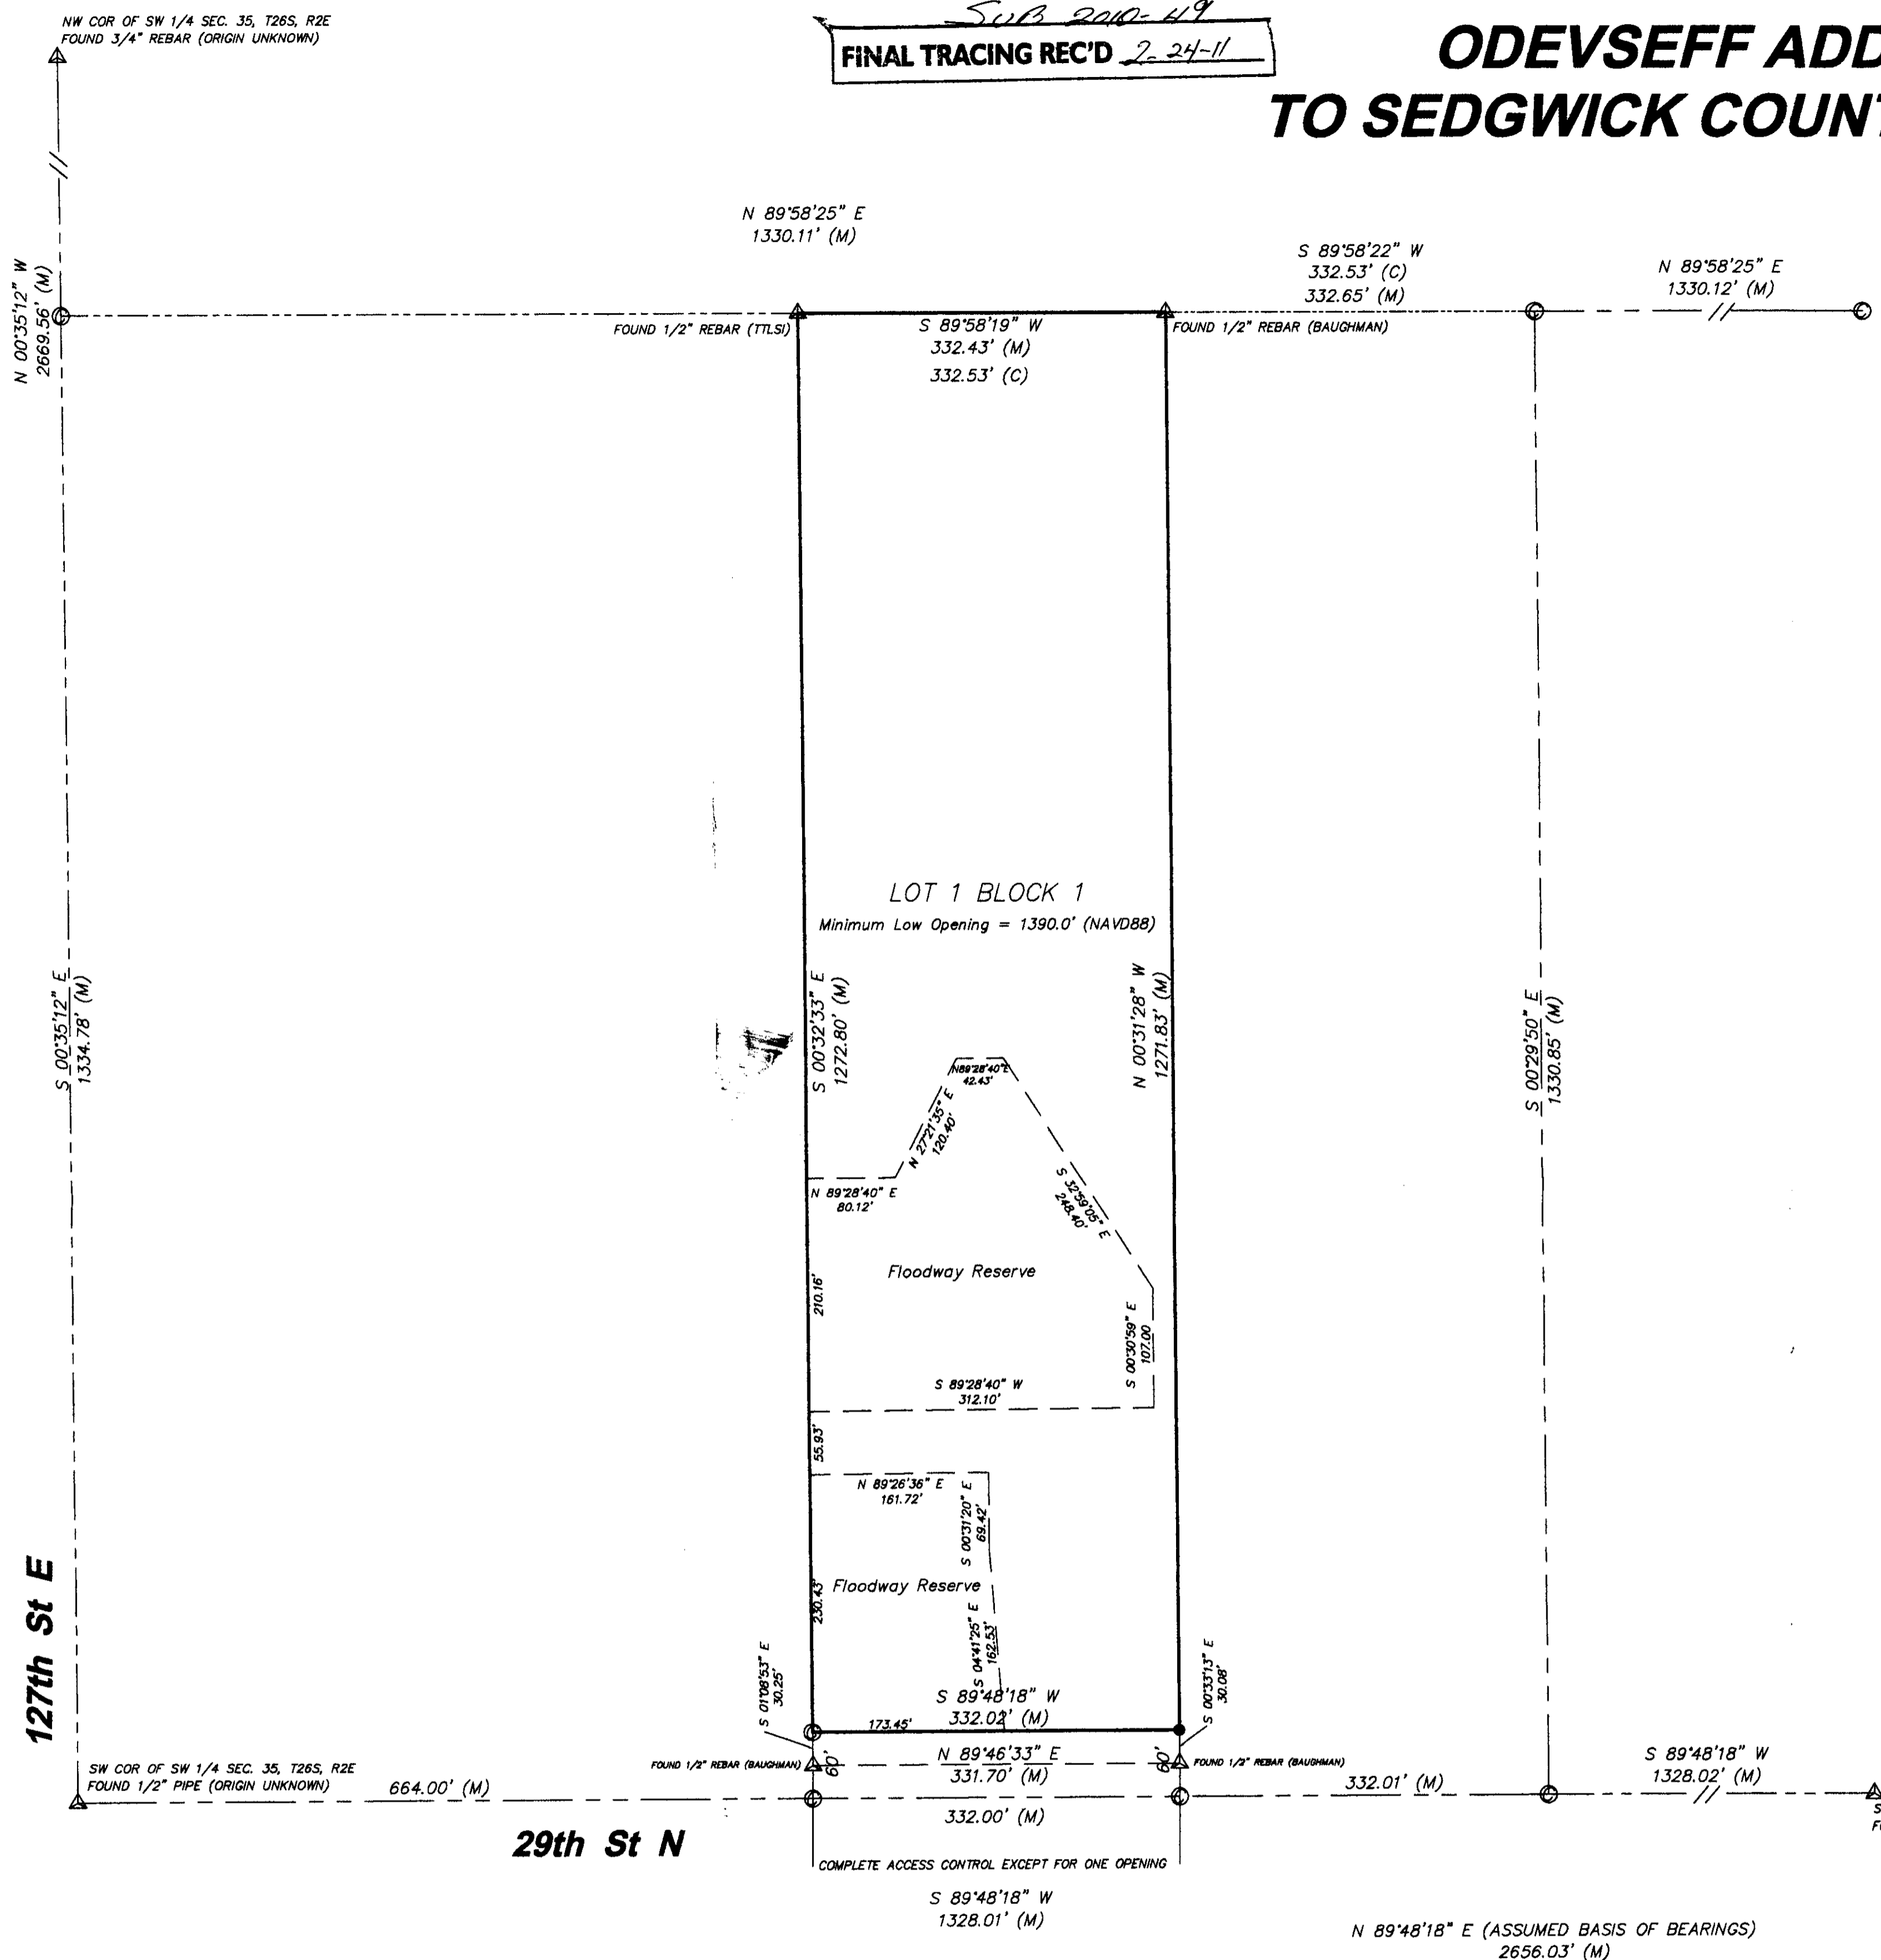 SUB 2010-49
FINAL TRACING REC'D 2-24-11
ODEVSEFF ADD
TO SEDGWICK COUNT
NW COR OF SW 1/4 SEC. 35, T26S, R2E
FOUND 3/4" REBAR (ORIGIN UNKNOWN)
N 89°58'25" E
1330.11' (M)
S 89°58'22" W
332.53' (C)
332.65' (M)
N 89°58'25" E
1330.12' (M)
N 00°35'12" W
2669.56' (M)
FOUND 1/2" REBAR (TTLSI)
S 89°58'19" W
332.43' (M)
332.53' (C)
FOUND 1/2" REBAR (BAUGHMAN)
LOT 1 BLOCK 1
Minimum Low Opening = 1390.0' (NAVD88)
S 00°35'12" E
1334.78' (M)
S 00°32'33" E
1272.80' (M)
N 00°31'28" W
1271.83' (M)
S 00°29'50" E
1330.85' (M)
N89°28'40"E
42.43'
N 27°21'35" E
120.40'
N 89°28'40" E
80.12'
S 32°59'05" E
248.40'
Floodway Reserve
210.16'
S 00°30'59" E
107.00
S 89°28'40" W
312.10'
55.93'
N 89°26'36" E
161.72'
S 00°31'20" E
69.42'
Floodway Reserve
230.43'
S 04°41'25" E
162.53'
S 01°08'53" E
30.25'
S 00°33'13" E
30.08'
S 89°48'18" W
332.02' (M)
173.45'
127th St E
FOUND 1/2" REBAR (BAUGHMAN)
60'
N 89°46'33" E
331.70' (M)
60'
FOUND 1/2" REBAR (BAUGHMAN)
SW COR OF SW 1/4 SEC. 35, T26S, R2E
FOUND 1/2" PIPE (ORIGIN UNKNOWN)
664.00' (M)
332.00' (M)
332.01' (M)
S 89°48'18" W
1328.02' (M)
S
F
29th St N
COMPLETE ACCESS CONTROL EXCEPT FOR ONE OPENING
S 89°48'18" W
1328.01' (M)
N 89°48'18" E (ASSUMED BASIS OF BEARINGS)
2656.03' (M)